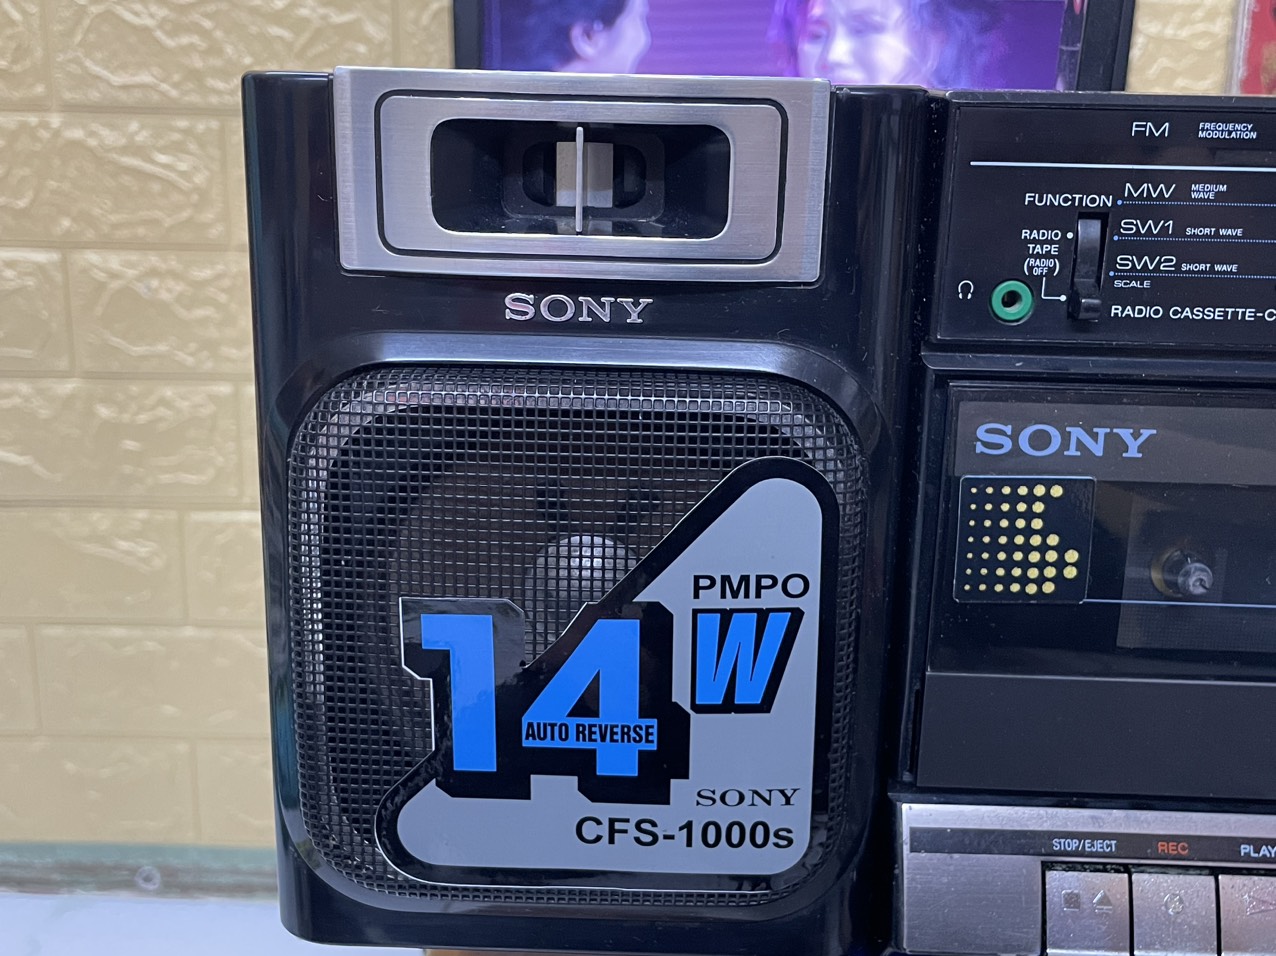 SONY
PMPO
14W
AUTO REVERSE
SONY
CFS-1000s
FM FREQUENCY MODULATION
FUNCTION
MW MEDIUM WAVE
SW1 SHORT WAVE
SW2 SHORT WAVE
SCALE
RADIO
TAPE
(RADIO OFF)
RADIO CASSETTE-C
SONY
STOP/EJECT
REC
PLAY